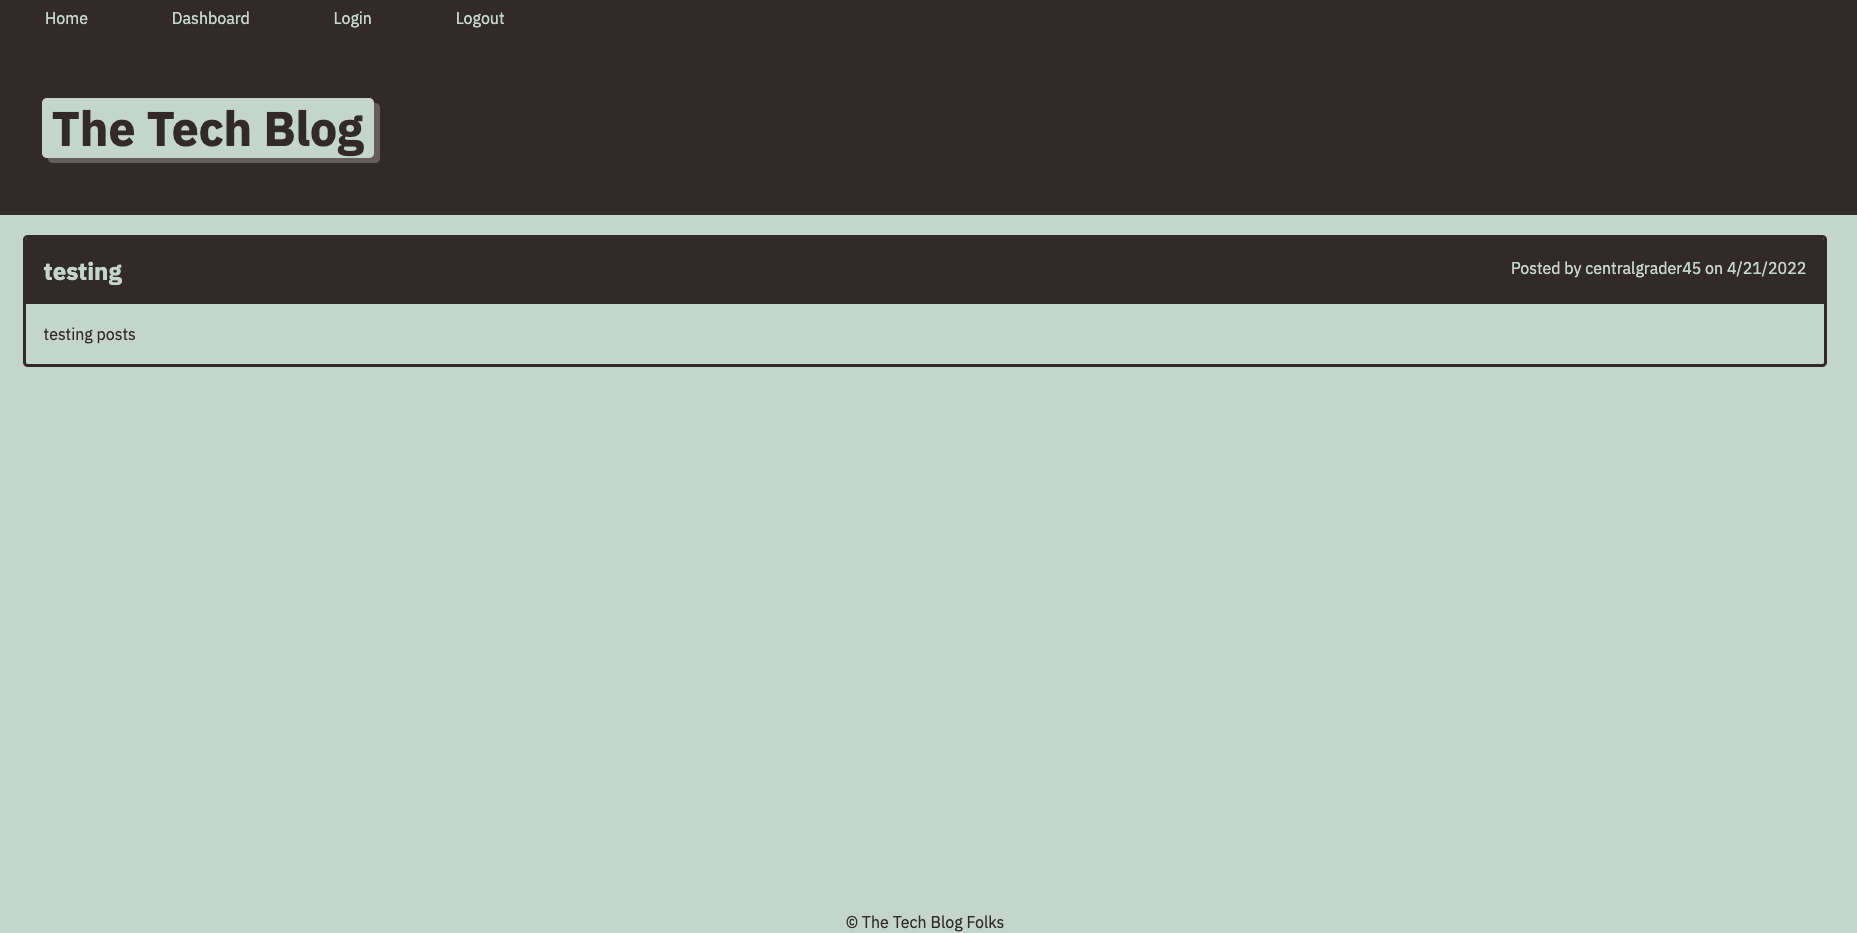 Home Dashboard Login Logout
The Tech Blog
testing Posted by centralgrader45 on 4/21/2022
testing posts
© The Tech Blog Folks